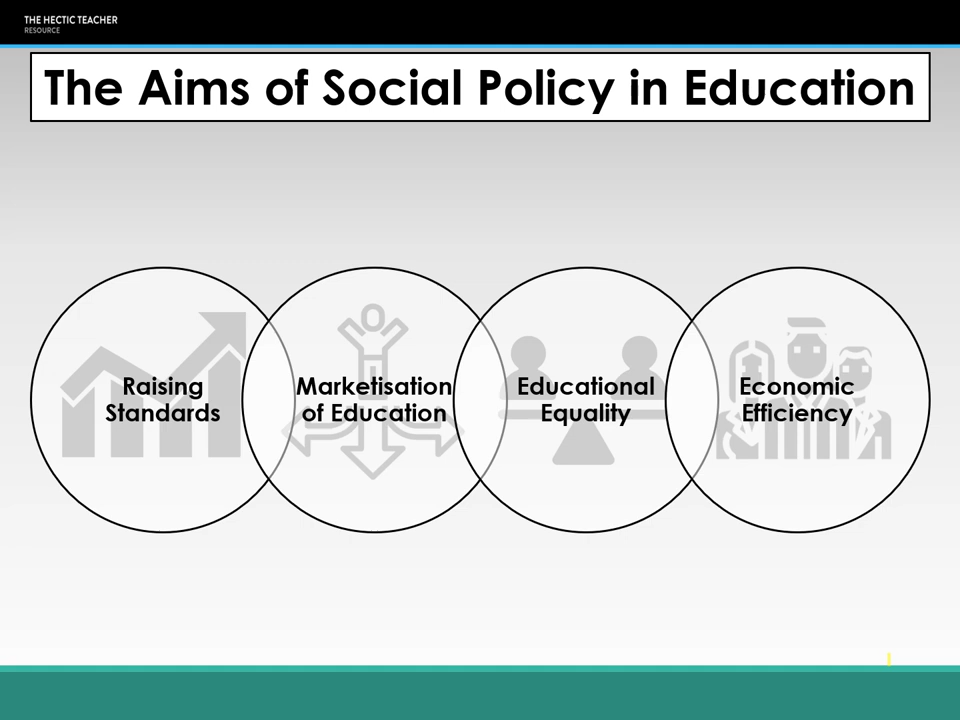 THE HECTIC TEACHER
RESOURCE
The Aims of Social Policy in Education
Raising
Standards
Marketisation
of Education
Educational
Equality
Economic
Efficiency